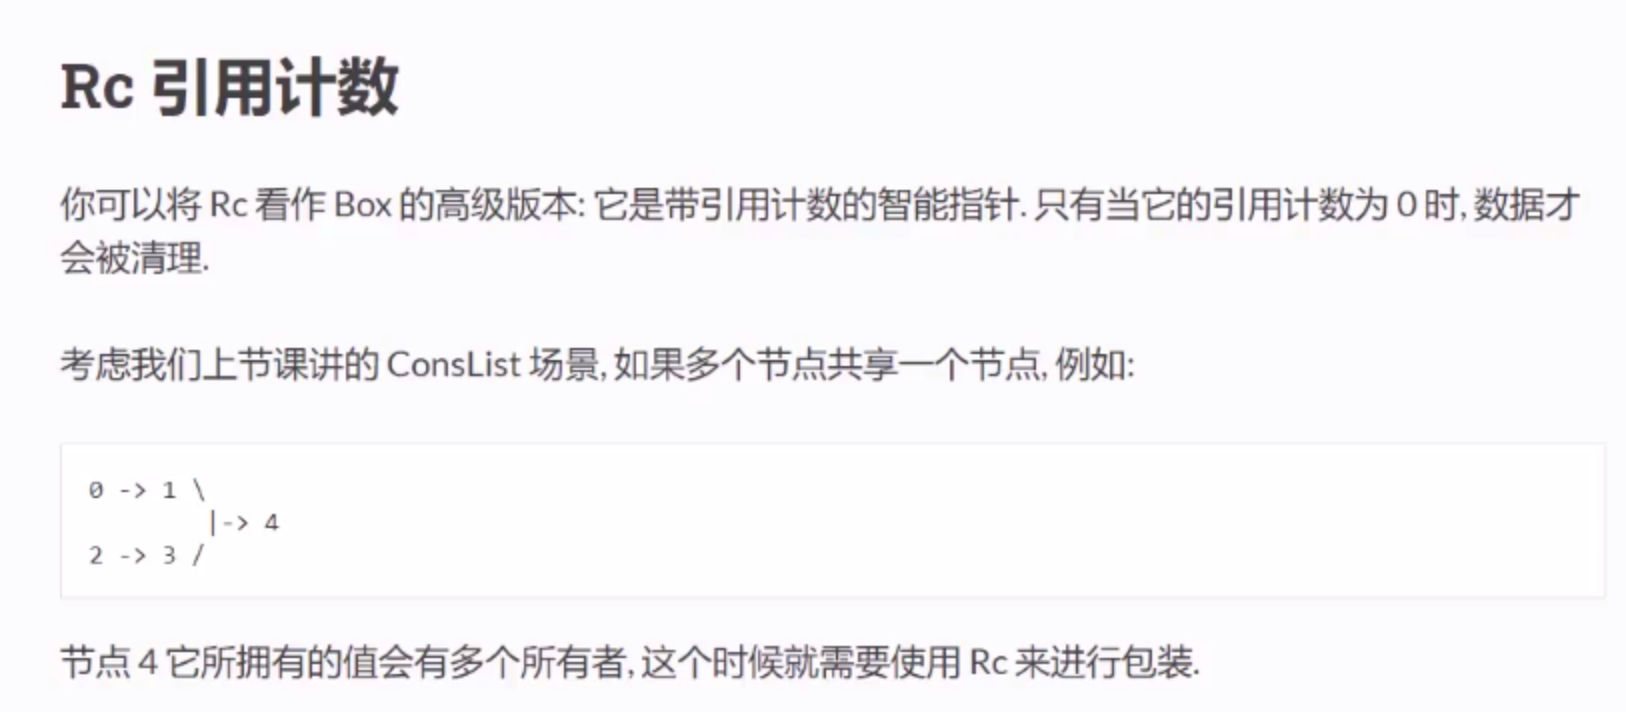 Rc 引用计数
你可以将 Rc 看作 Box 的高级版本: 它是带引用计数的智能指针. 只有当它的引用计数为 0 时, 数据才
会被清理.
考虑我们上节课讲的 ConsList 场景, 如果多个节点共享一个节点, 例如:
0 -> 1 \
        |-> 4
2 -> 3 /
节点 4 它所拥有的值会有多个所有者, 这个时候就需要使用 Rc 来进行包装.